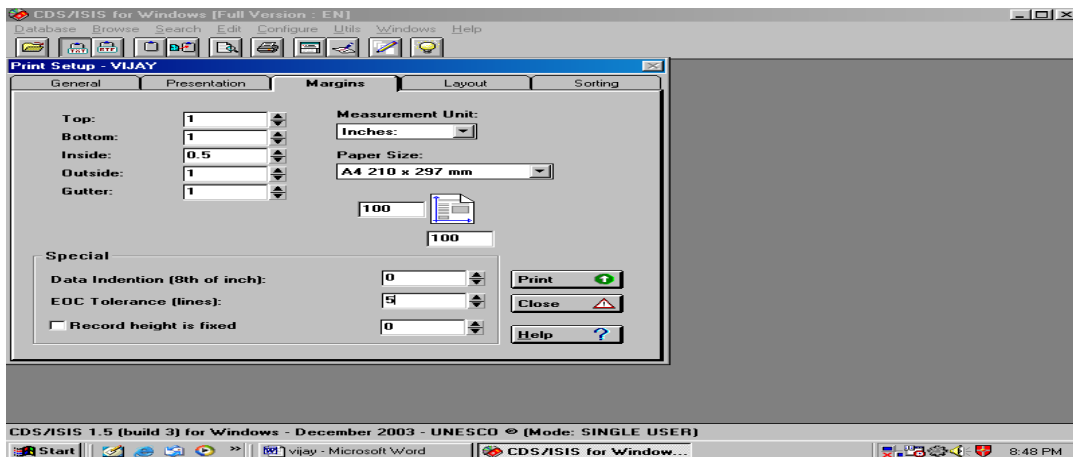 CDS/ISIS for Windows [Full Version : EN]
Database Browse Search Edit Configure Utils Windows Help
Print Setup - VIJAY
General Presentation Margins Layout Sorting
Top: 1 Measurement Unit:
Bottom: 1 Inches:
Inside: 0.5 Paper Size:
Outside: 1 A4 210 x 297 mm
Gutter: 1
100
100
Special
Data Indention (8th of inch): 0 Print
EOC Tolerance (lines): 5 Close
Record height is fixed 0 Help ?
CDS/ISIS 1.5 (build 3) for Windows - December 2003 - UNESCO © (Mode: SINGLE USER)
Start » vijay - Microsoft Word CDS/ISIS for Window... 8:48 PM